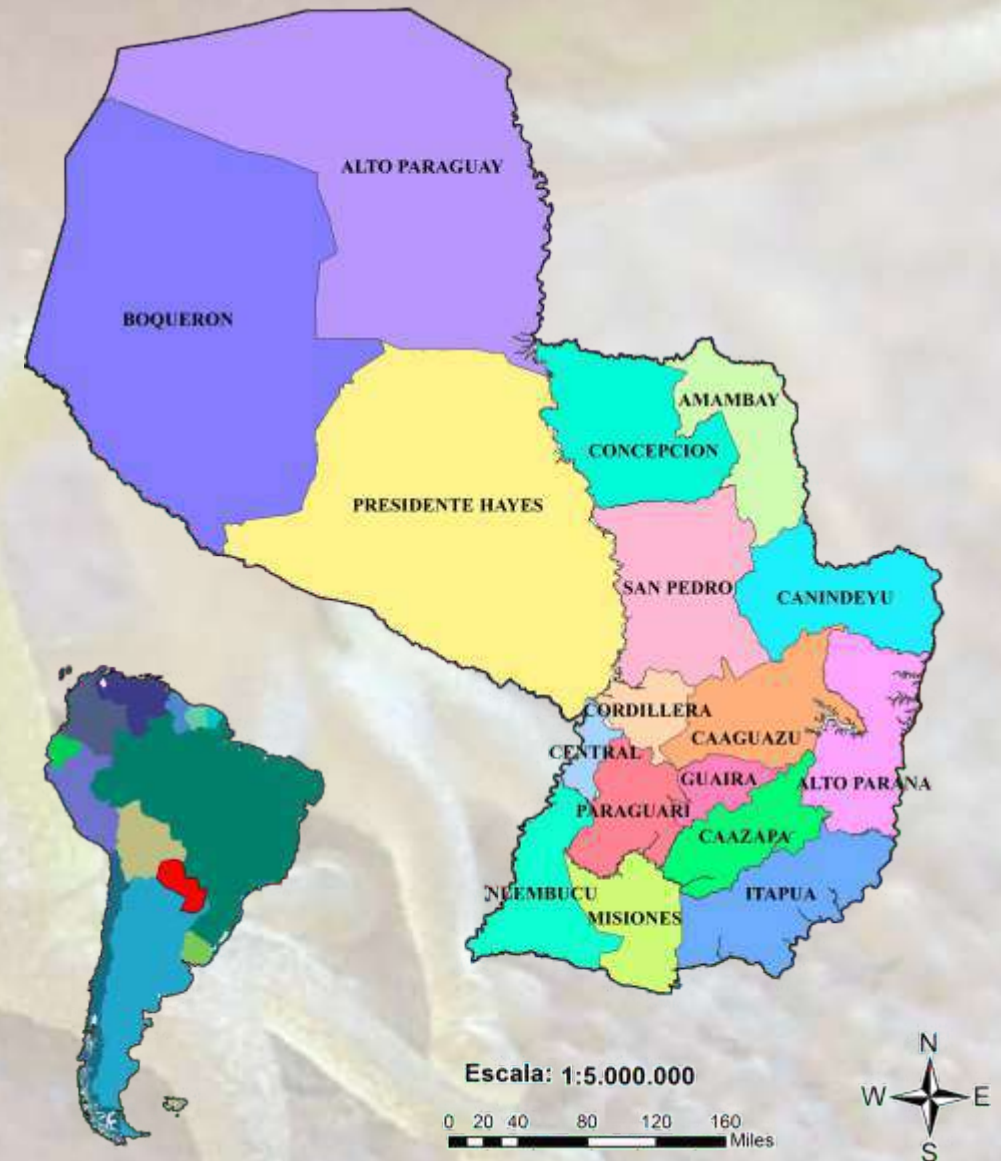 ALTO PARAGUAY
BOQUERON
AMAMBAY
CONCEPCION
PRESIDENTE HAYES
SAN PEDRO
CANINDEYU
CORDILLERA
CAAGUAZU
CENTRAL
GUAIRA
ALTO PARANA
PARAGUARI
CAAZAPA
ÑEEMBUCU
ITAPUA
MISIONES
Escala: 1:5.000.000
0 20 40 80 120 160
Miles
N
W E
S